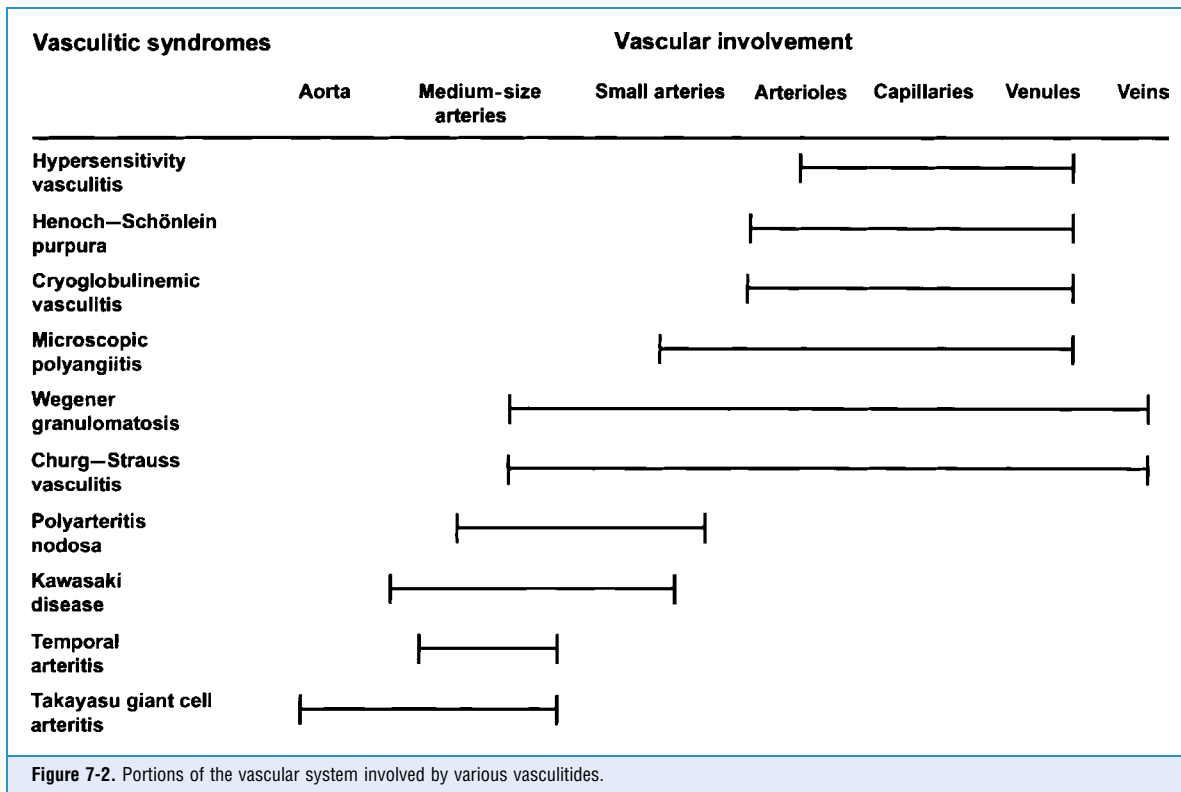 Vasculitic syndromes Vascular involvement
Aorta Medium-size arteries Small arteries Arterioles Capillaries Venules Veins
Hypersensitivity
vasculitis
Henoch—Schönlein
purpura
Cryoglobulinemic
vasculitis
Microscopic
polyangiitis
Wegener
granulomatosis
Churg—Strauss
vasculitis
Polyarteritis
nodosa
Kawasaki
disease
Temporal
arteritis
Takayasu giant cell
arteritis
Figure 7-2. Portions of the vascular system involved by various vasculitides.